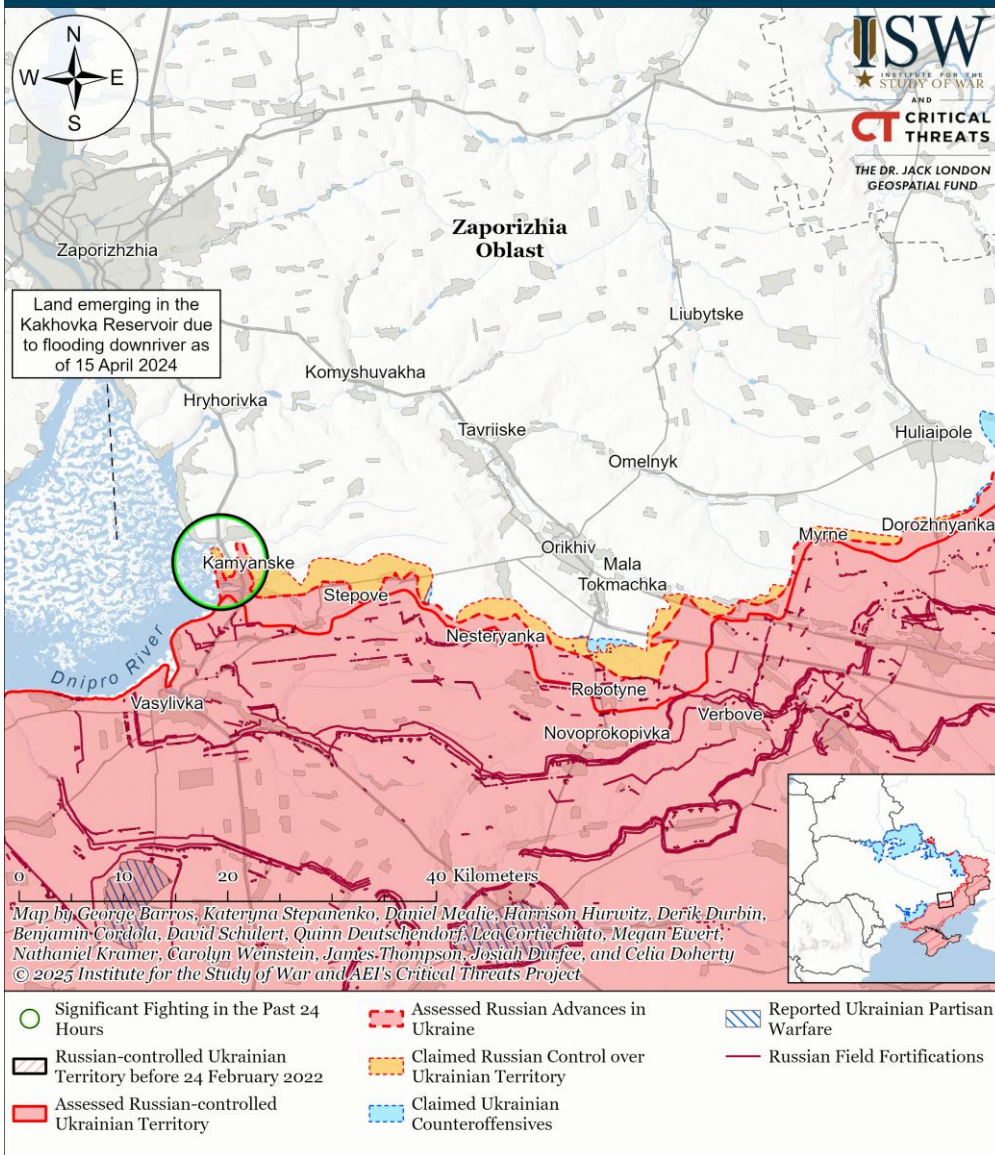 N
W
E
S
ISW
INSTITUTE FOR THE
STUDY OF WAR
AND
CT CRITICAL
THREATS
THE DR. JACK LONDON
GEOSPATIAL FUND
Zaporizhia
Oblast
Zaporizhzhia
Land emerging in the
Kakhovka Reservoir due
to flooding downriver as
of 15 April 2024
Liubytske
Komyshuvakha
Hryhorivka
Tavriiske
Huliaipole
Omelnyk
Dorozhnyanka
Myrne
Orikhiv
Kamyanske
Mala
Tokmachka
Stepove
Nesteryanka
Dnipro River
Robotyne
Vasylivka
Verbove
Novoprokopivka
0
10
20
40 Kilometers
Map by George Barros, Kateryna Stepanenko, Daniel Mealie, Harrison Hurwitz, Derik Durbin,
Benjamin Cordola, David Schulert, Quinn Deutschendorf, Lea Corticchiato, Megan Ewert,
Nathaniel Kramer, Carolyn Weinstein, James Thompson, Josiah Durfee, and Celia Doherty
© 2025 Institute for the Study of War and AEI's Critical Threats Project
Significant Fighting in the Past 24
Hours
Russian-controlled Ukrainian
Territory before 24 February 2022
Assessed Russian-controlled
Ukrainian Territory
Assessed Russian Advances in
Ukraine
Claimed Russian Control over
Ukrainian Territory
Claimed Ukrainian
Counteroffensives
Reported Ukrainian Partisan
Warfare
Russian Field Fortifications